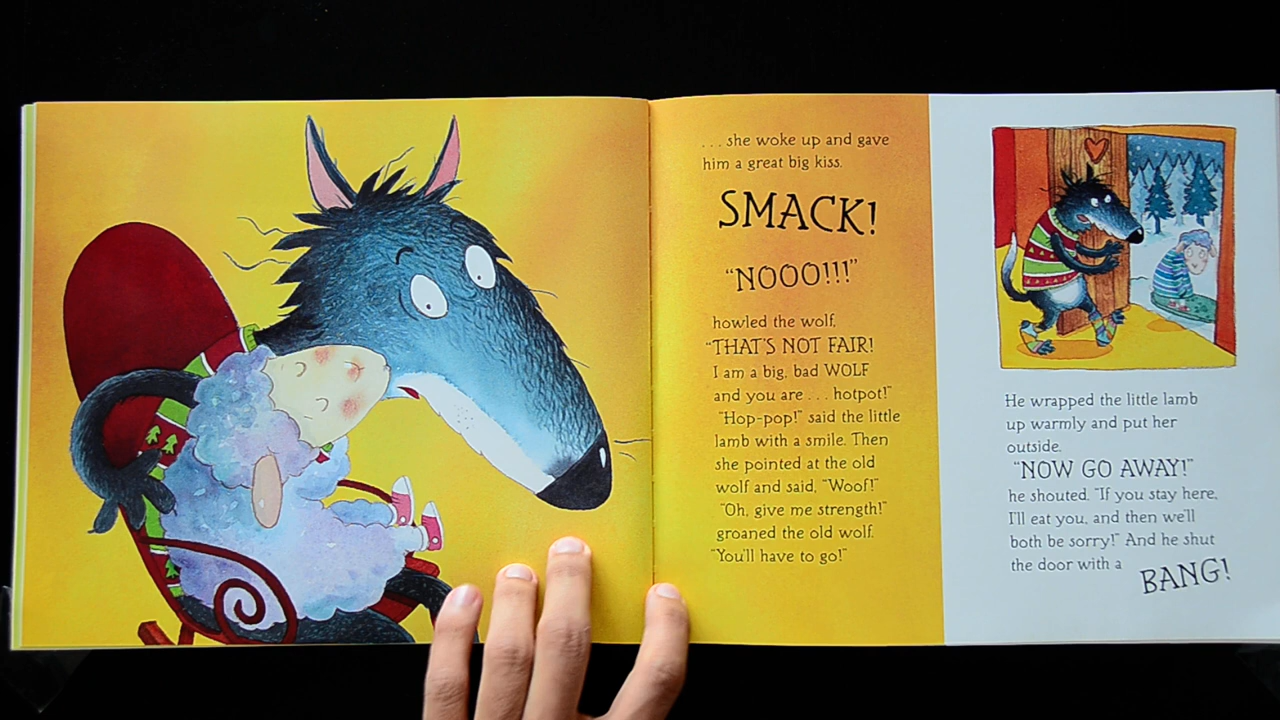 . . . she woke up and gave
him a great big kiss.
SMACK!
“NOOO!!!”
howled the wolf,
“THAT’S NOT FAIR!
I am a big, bad WOLF
and you are . . . hotpot!”
“Hop-pop!” said the little
lamb with a smile. Then
she pointed at the old
wolf and said, “Woof!”
“Oh, give me strength!”
groaned the old wolf.
“You’ll have to go!”
He wrapped the little lamb
up warmly and put her
outside.
“NOW GO AWAY!”
he shouted. “If you stay here,
I’ll eat you, and then we’ll
both be sorry!” And he shut
the door with a
BANG!